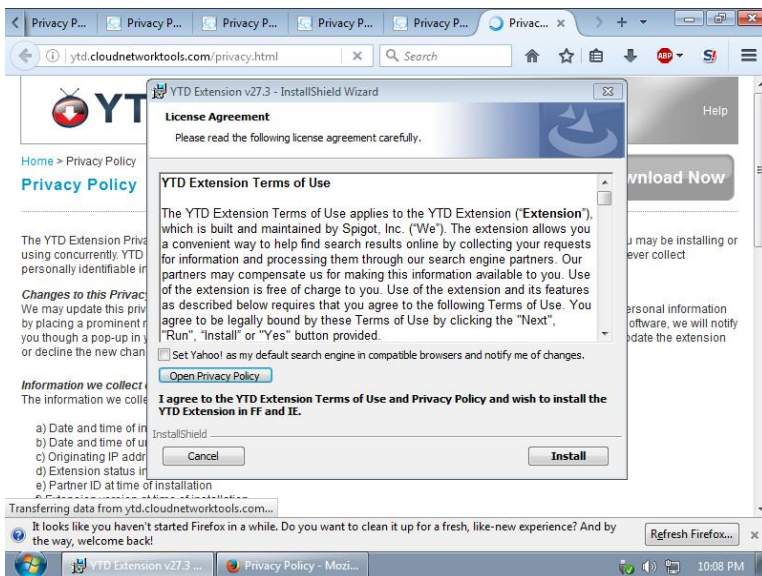 Privacy P...
Privacy P...
Privacy P...
Privacy P...
Privacy P...
Privac...
ytd.cloudnetworktools.com/privacy.html
Search
ABP
S!
YT
Help
YTD Extension v27.3 - InstallShield Wizard
License Agreement
Please read the following license agreement carefully.
Home > Privacy Policy
Privacy Policy
wnload Now
YTD Extension Terms of Use
The YTD Extension Terms of Use applies to the YTD Extension (“Extension”),
which is built and maintained by Spigot, Inc. (“We”). The extension allows you
a convenient way to help find search results online by collecting your requests
for information and processing them through our search engine partners. Our
partners may compensate us for making this information available to you. Use
of the extension is free of charge to you. Use of the extension and its features
as described below requires that you agree to the following Terms of Use. You
agree to be legally bound by these Terms of Use by clicking the "Next",
"Run", “Install” or "Yes" button provided.
Set Yahoo! as my default search engine in compatible browsers and notify me of changes.
Open Privacy Policy
I agree to the YTD Extension Terms of Use and Privacy Policy and wish to install the
YTD Extension in FF and IE.
InstallShield
Cancel
Install
The YTD Extension Priva
u may be installing or
using concurrently. YTD
ever collect
personally identifiable in
Changes to this Privac
We may update this priv
ersonal information
by placing a prominent n
oftware, we will notify
you though a pop-up in y
pdate the extension
or decline the new chan
Information we collect
The information we colle
a) Date and time of in
b) Date and time of un
c) Originating IP addr
d) Extension status in
e) Partner ID at time of installation
Transferring data from ytd.cloudnetworktools.com...
It looks like you haven't started Firefox in a while. Do you want to clean it up for a fresh, like-new experience? And by
the way, welcome back!
Refresh Firefox...
YTD Extension v27.3 ...
Privacy Policy - Mozi...
10:08 PM